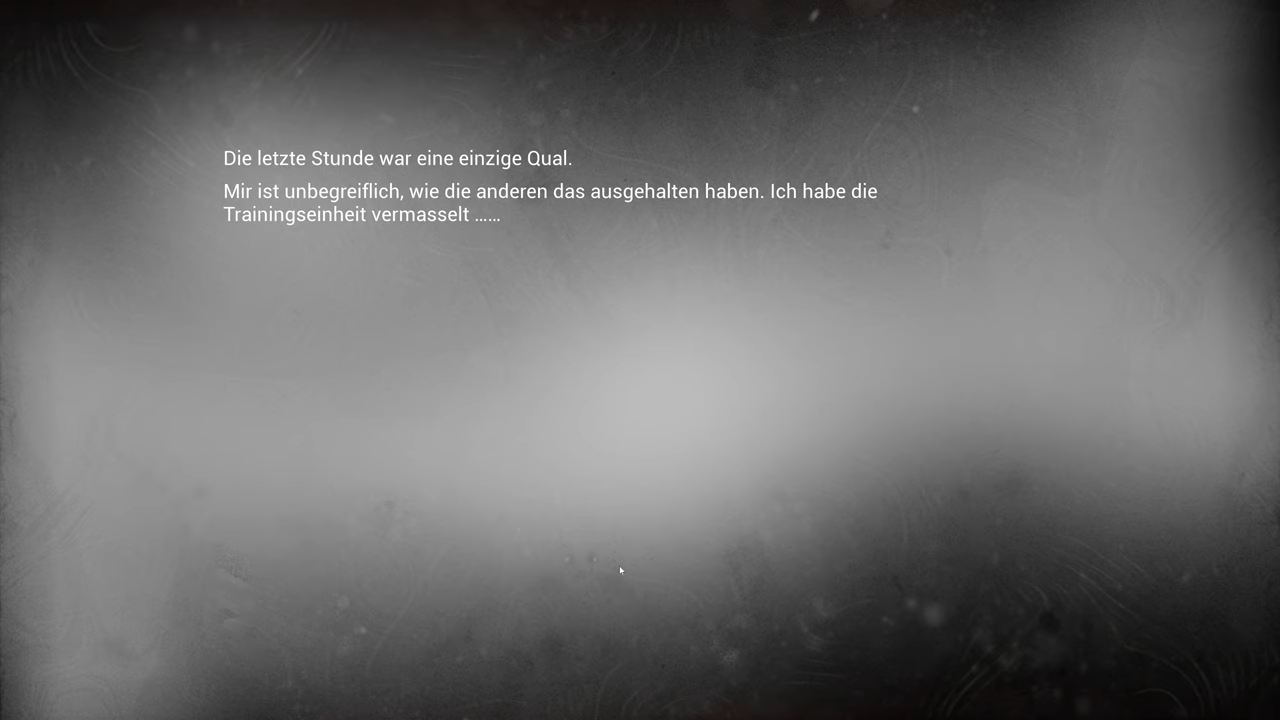 Die letzte Stunde war eine einzige Qual.
Mir ist unbegreiflich, wie die anderen das ausgehalten haben. Ich habe die
Trainingseinheit vermasselt ……